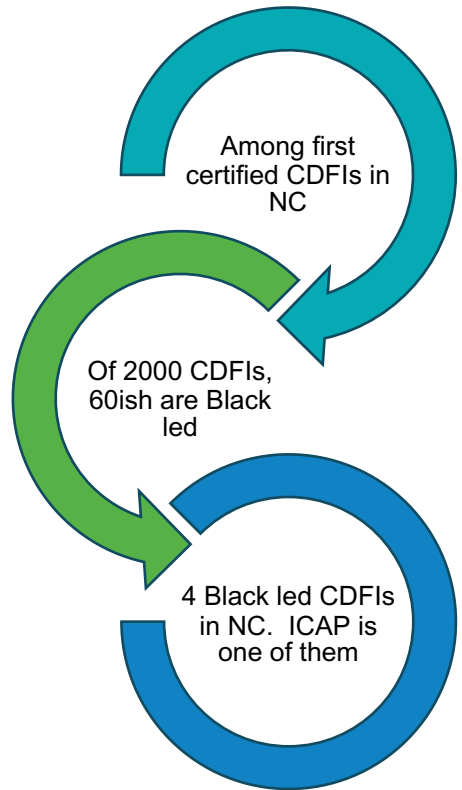 Among first
certified CDFIs in
NC
Of 2000 CDFIs,
60ish are Black
led
4 Black led CDFIs
in NC.  ICAP is
one of them